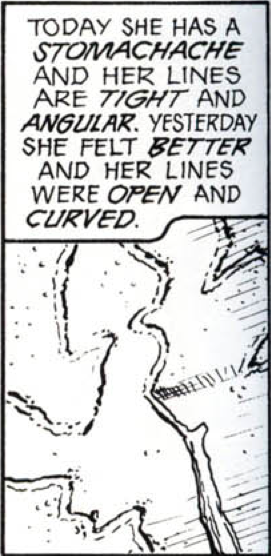 TODAY SHE HAS A
STOMACHACHE
AND HER LINES
ARE TIGHT AND
ANGULAR. YESTERDAY
SHE FELT BETTER
AND HER LINES
WERE OPEN AND
CURVED.